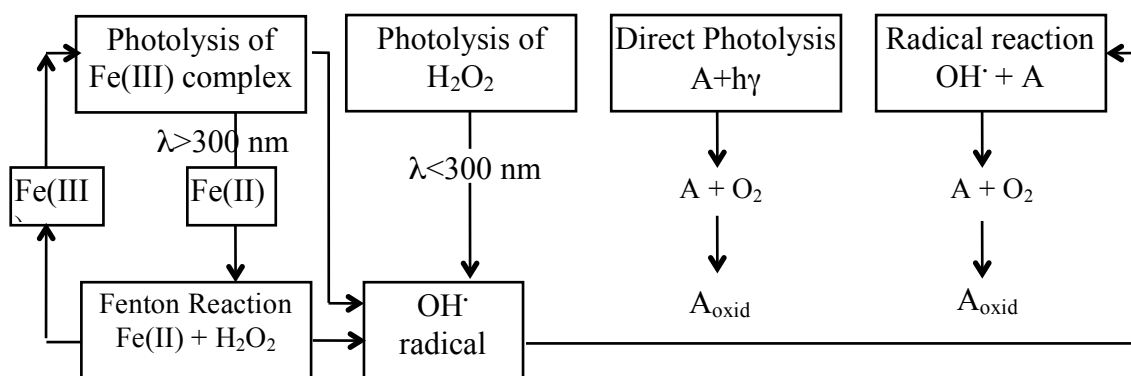 Photolysis of
Fe(III) complex
Photolysis of
H₂O₂
Direct Photolysis
A+hγ
Radical reaction
OH· + A
λ>300 nm
λ<300 nm
Fe(III
Fe(II)
A + O₂
A + O₂
Fenton Reaction
Fe(II) + H₂O₂
OH·
radical
Aoxid
Aoxid